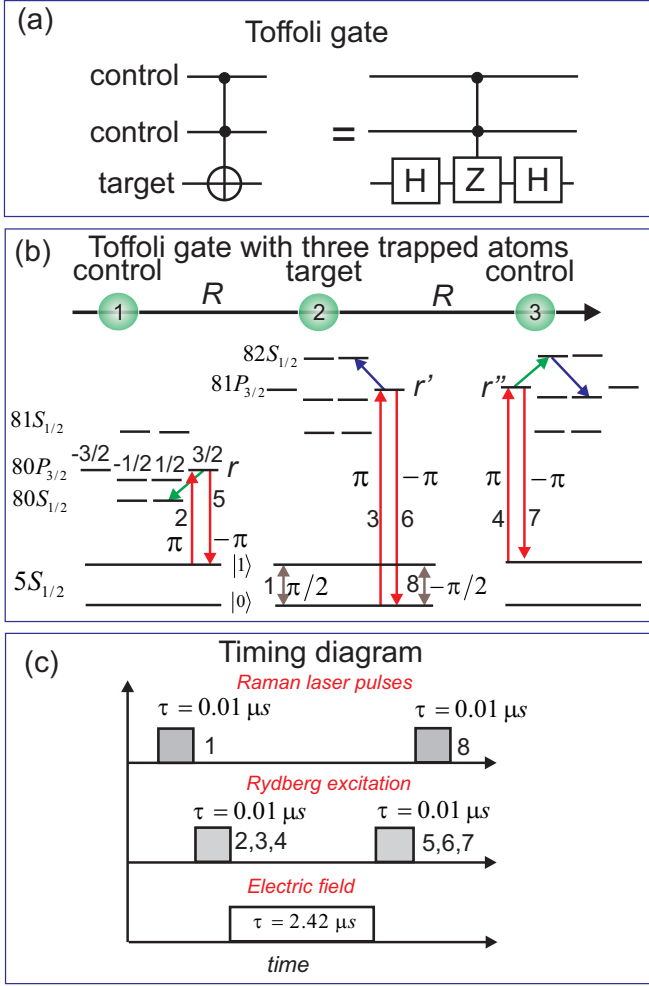 (a)
Toffoli gate
control
control
target
=
H Z H
(b)
Toffoli gate with three trapped atoms
control target control
R R
1 2 3
82S1/2
81P3/2 r' r''
81S1/2
-3/2 3/2
80P3/2 -1/2 1/2 r
80S1/2
2 5
π −π π −π π −π
3 6 4 7
|1⟩
5S1/2 1 π/2 8 −π/2
|0⟩
(c)
Timing diagram
Raman laser pulses
τ = 0.01 μs τ = 0.01 μs
1 8
Rydberg excitation
τ = 0.01 μs τ = 0.01 μs
2,3,4 5,6,7
Electric field
τ = 2.42 μs
time